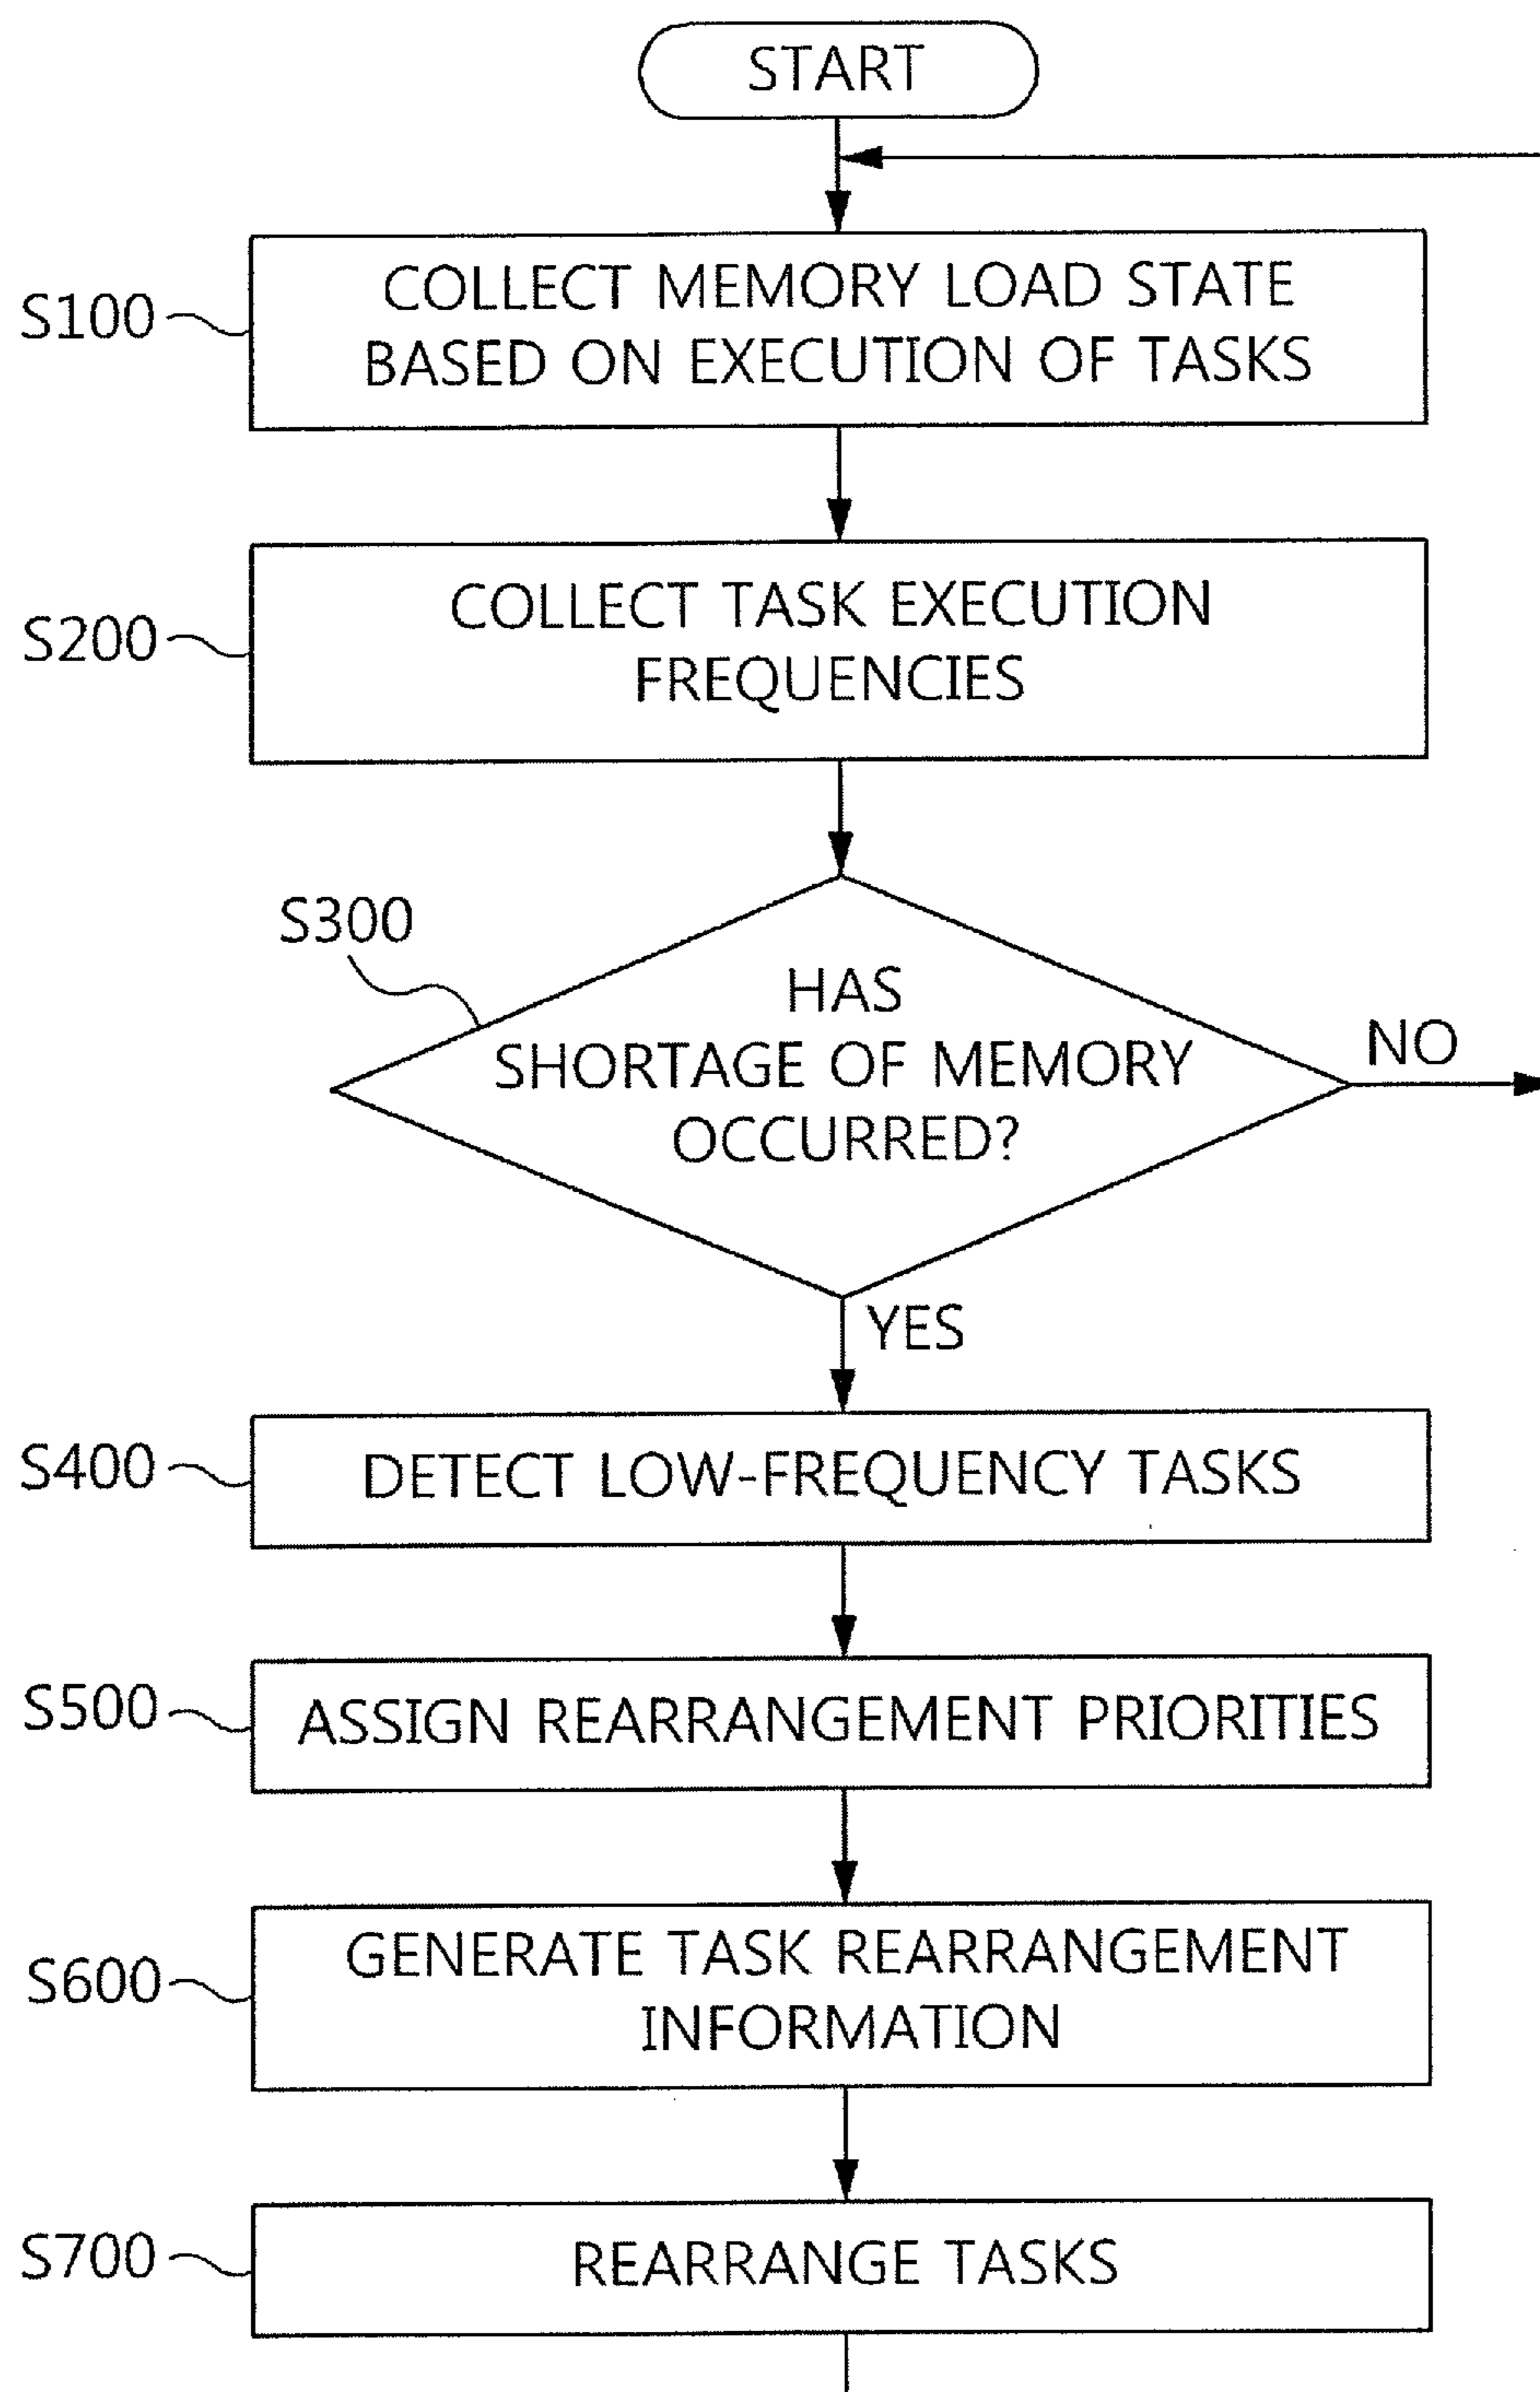 START
S100
COLLECT MEMORY LOAD STATE
BASED ON EXECUTION OF TASKS
S200
COLLECT TASK EXECUTION
FREQUENCIES
S300
HAS
SHORTAGE OF MEMORY
OCCURRED?
NO
YES
S400
DETECT LOW-FREQUENCY TASKS
S500
ASSIGN REARRANGEMENT PRIORITIES
S600
GENERATE TASK REARRANGEMENT
INFORMATION
S700
REARRANGE TASKS